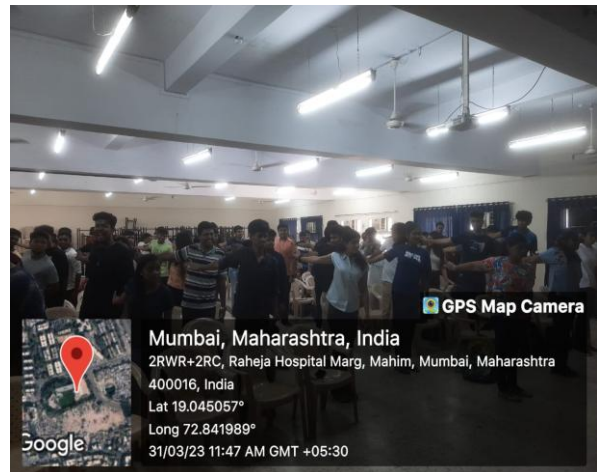 GPS Map Camera
Mumbai, Maharashtra, India
2RWR+2RC, Raheja Hospital Marg, Mahim, Mumbai, Maharashtra
400016, India
Lat 19.045057°
Long 72.841989°
31/03/23 11:47 AM GMT +05:30
Google